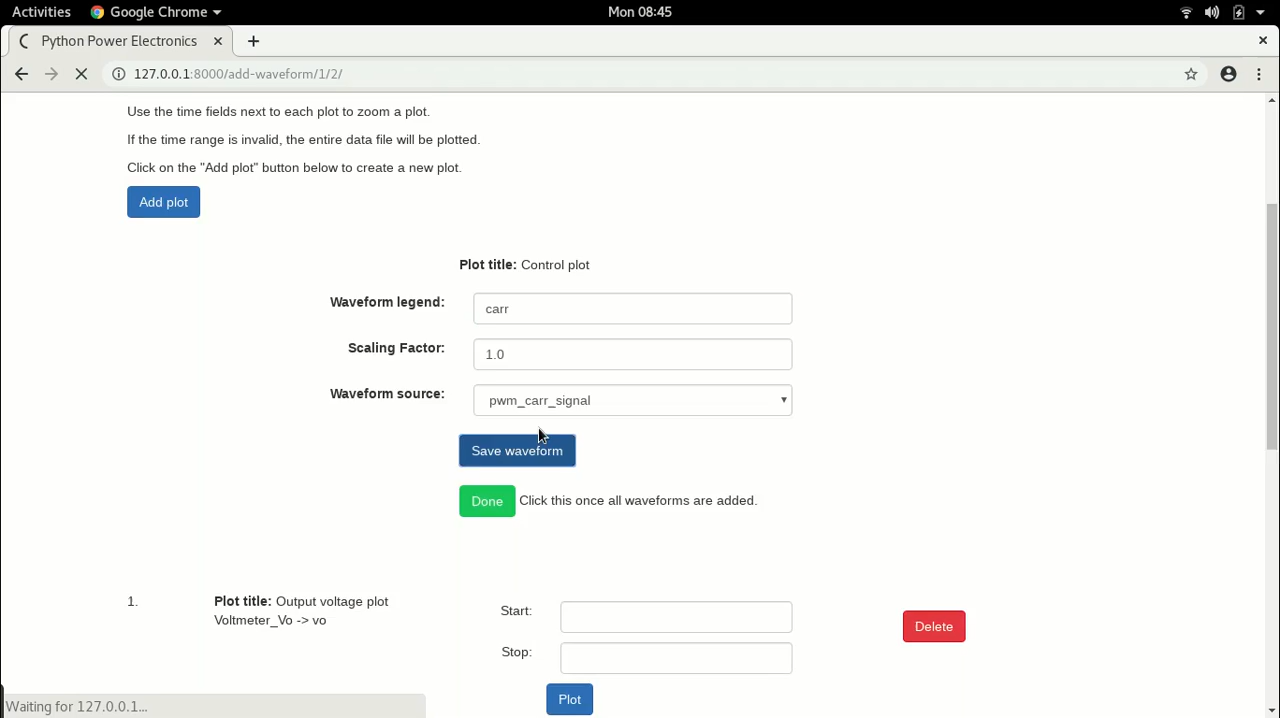 Activities Google Chrome Mon 08:45
Python Power Electronics
127.0.0.1:8000/add-waveform/1/2/
Use the time fields next to each plot to zoom a plot.
If the time range is invalid, the entire data file will be plotted.
Click on the "Add plot" button below to create a new plot.
Add plot
Plot title: Control plot
Waveform legend: carr
Scaling Factor: 1.0
Waveform source: pwm_carr_signal
Save waveform
Done Click this once all waveforms are added.
1. Plot title: Output voltage plot
Voltmeter_Vo -> vo
Start:
Delete
Stop:
Plot
Waiting for 127.0.0.1...